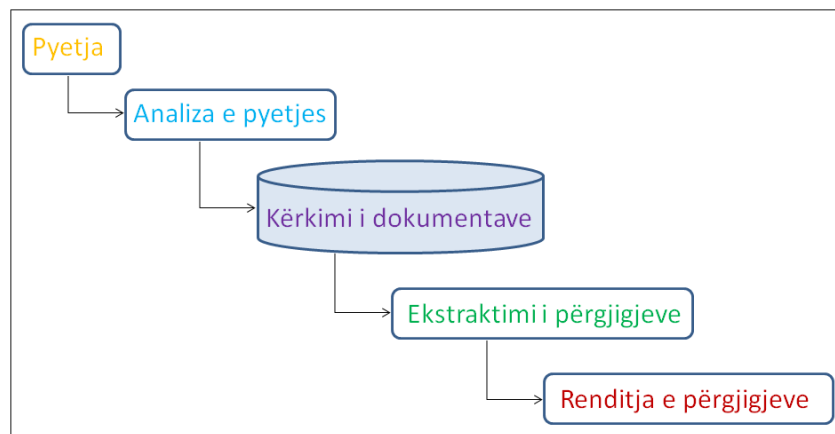 Pyetja
Analiza e pyetjes
Kërkimi i dokumentave
Ekstraktimi i përgjigjeve
Renditja e përgjigjeve